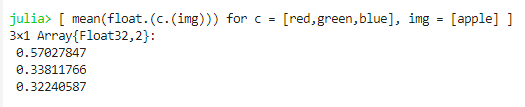 julia> [ mean(float.(c.(img))) for c = [red,green,blue], img = [apple] ]
3×1 Array{Float32,2}:
 0.57027847
 0.33811766
 0.32240587